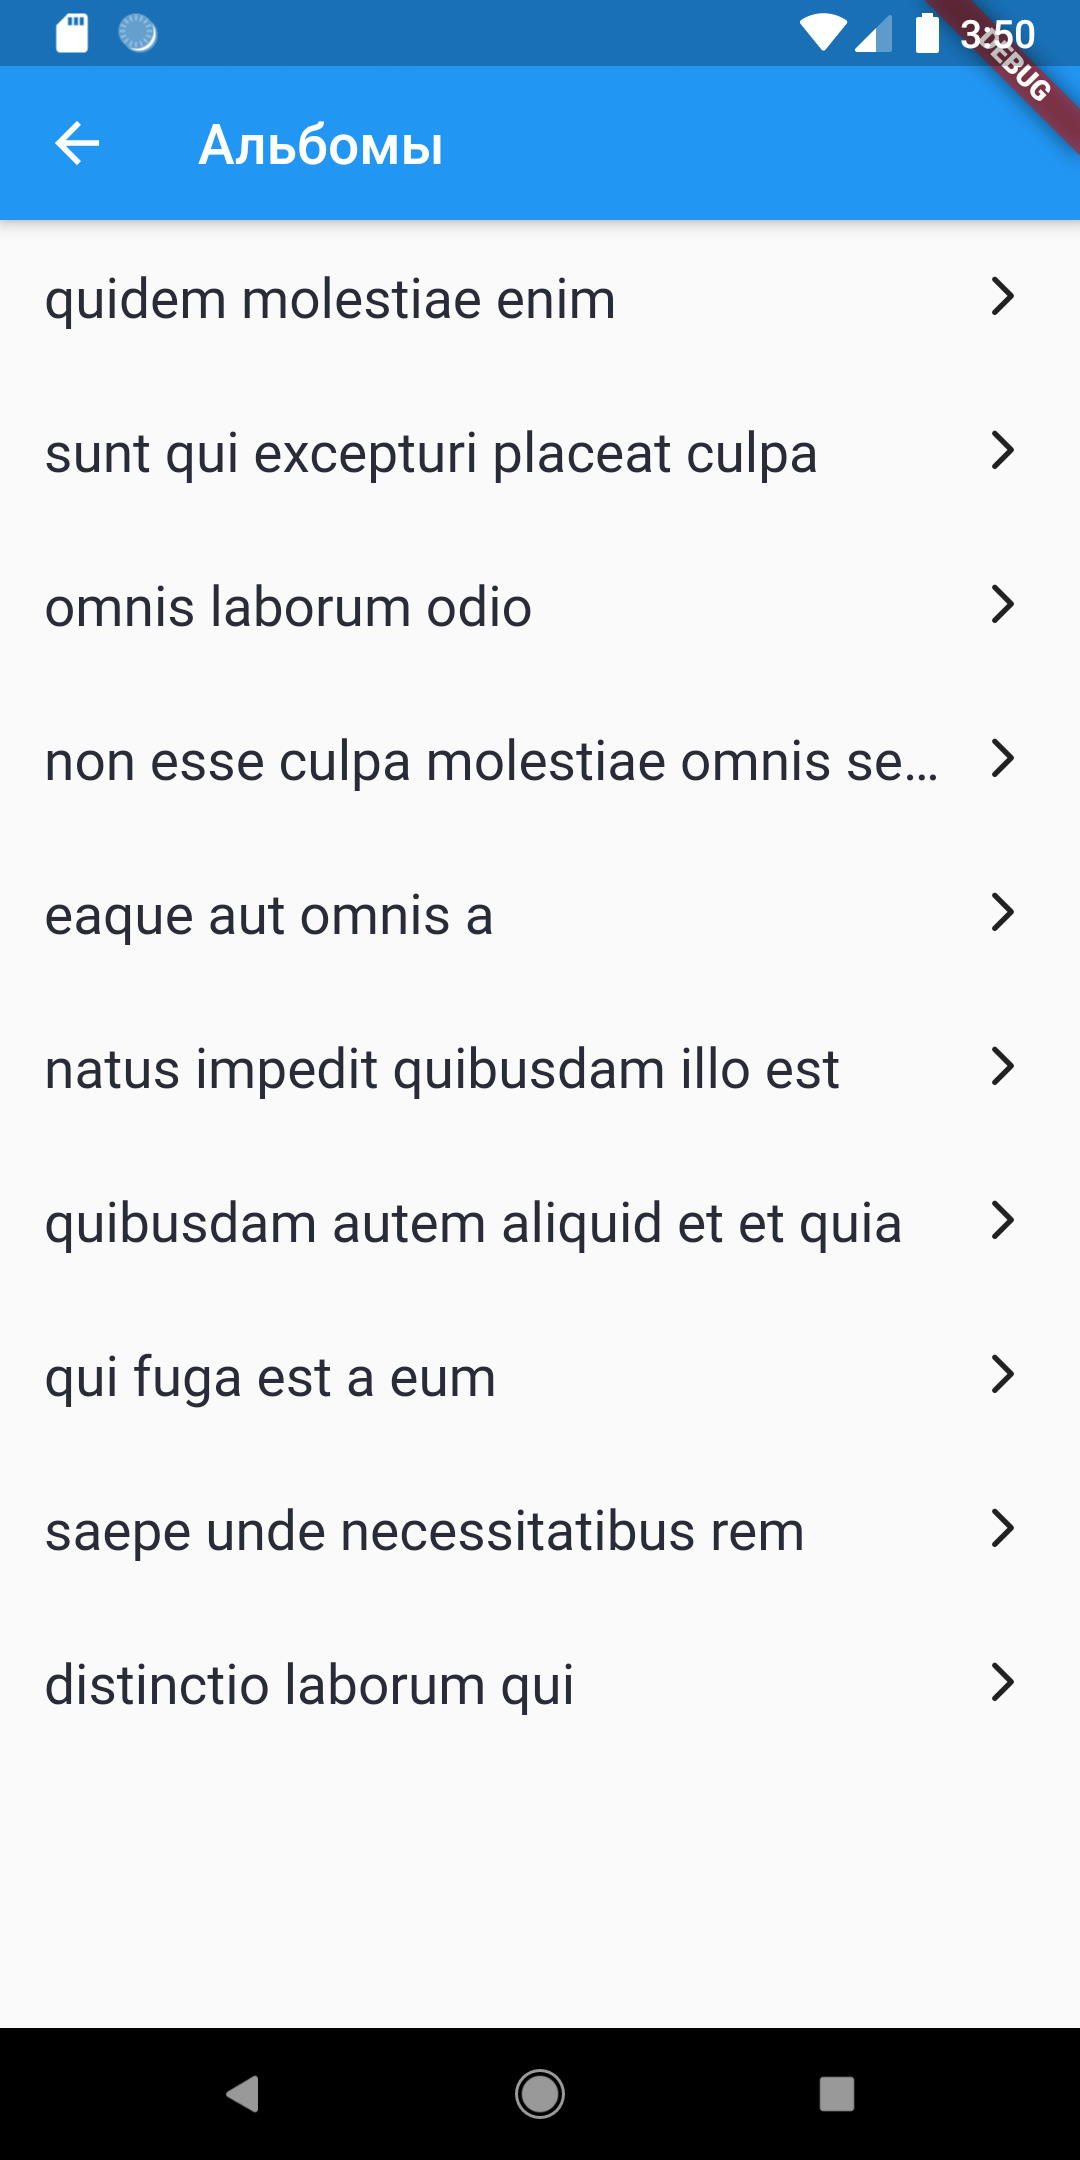 3:50
DEBUG
Альбомы
quidem molestiae enim
sunt qui excepturi placeat culpa
omnis laborum odio
non esse culpa molestiae omnis se...
eaque aut omnis a
natus impedit quibusdam illo est
quibusdam autem aliquid et et quia
qui fuga est a eum
saepe unde necessitatibus rem
distinctio laborum qui